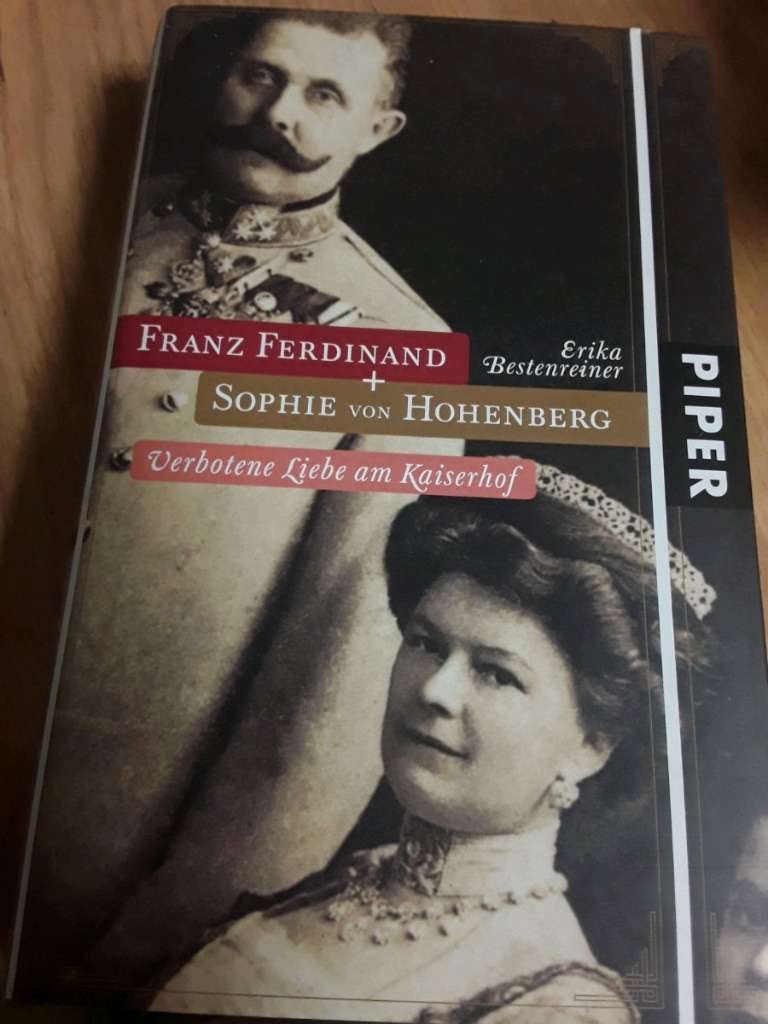 Franz Ferdinand
+
Sophie von Hohenberg
Verbotene Liebe am Kaiserhof
Erika
Bestenreiner
PIPER